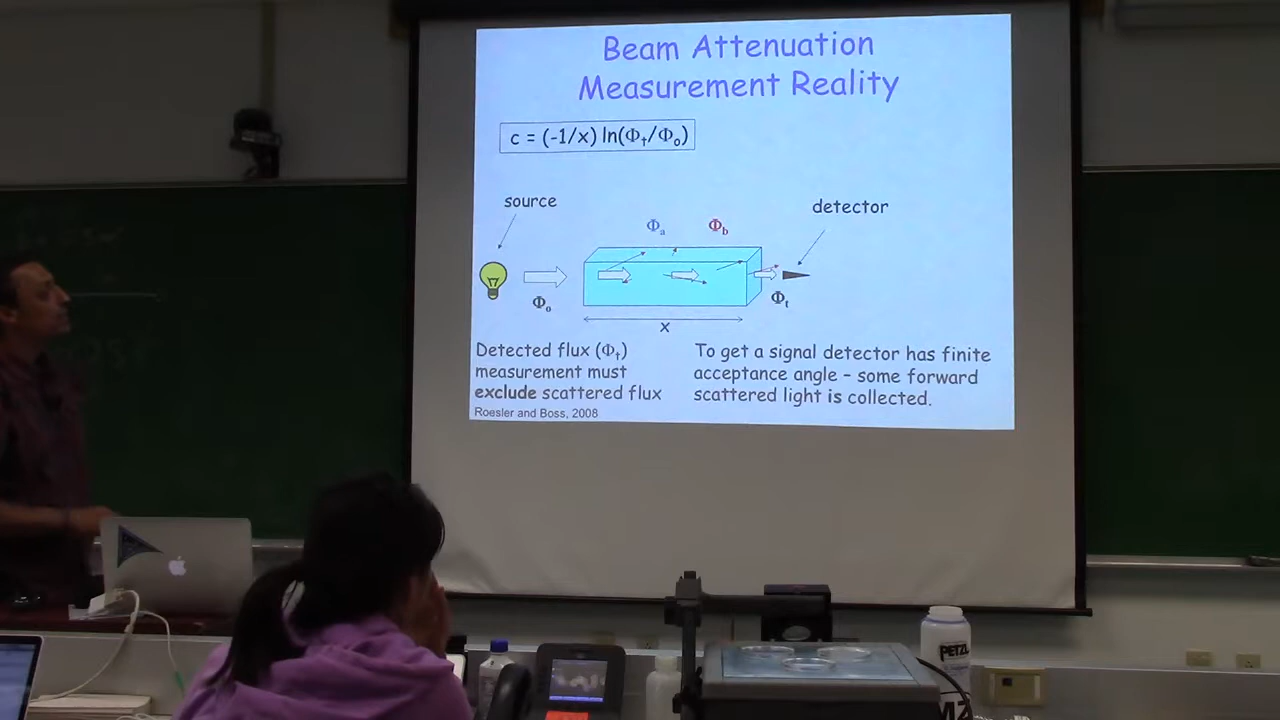 Beam Attenuation
Measurement Reality
c = (-1/x) ln(Φt/Φo)
source
detector
Φa
Φb
Φo
Φt
x
Detected flux (Φt)
measurement must
exclude scattered flux
Roesler and Boss, 2008
To get a signal detector has finite
acceptance angle – some forward
scattered light is collected.
PETZL